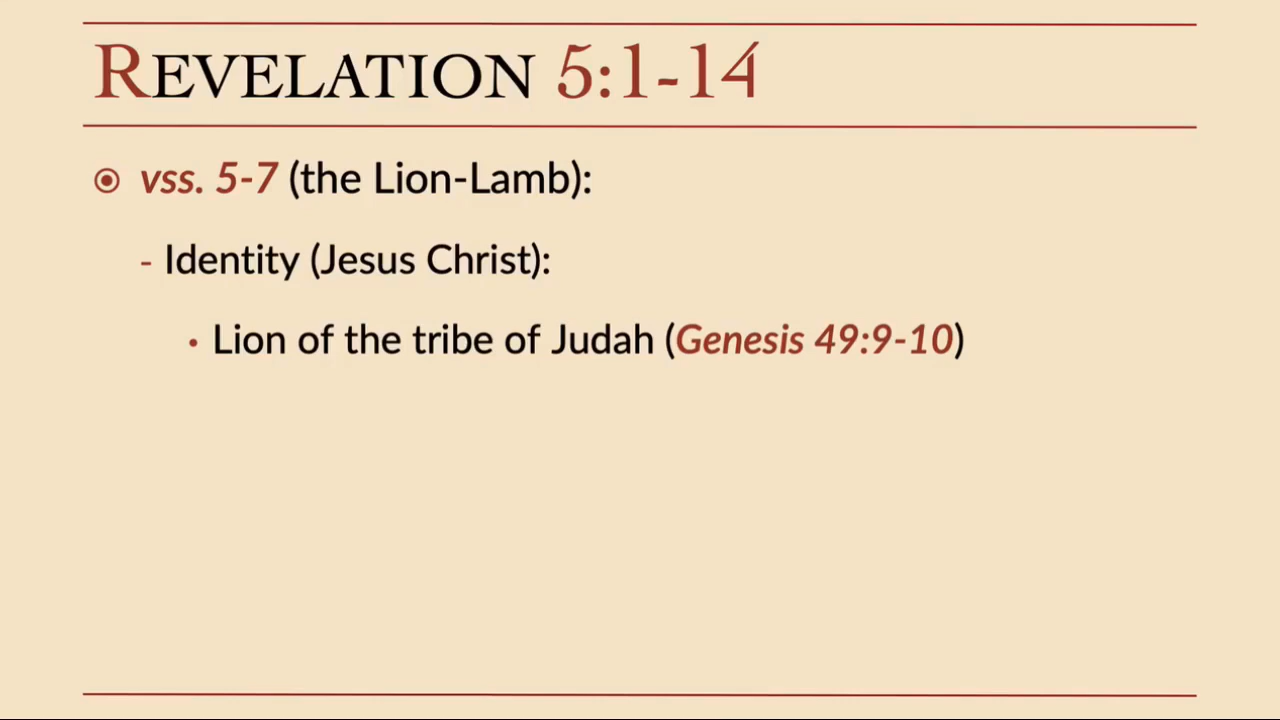 REVELATION 5:1-14
vss. 5-7 (the Lion-Lamb):
- Identity (Jesus Christ):
• Lion of the tribe of Judah (Genesis 49:9-10)